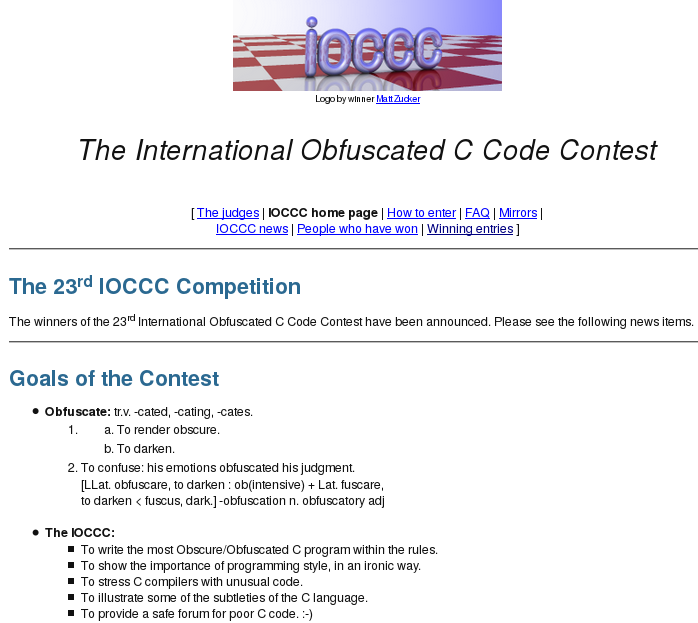 ioccc
Logo by winner Matt Zucker
The International Obfuscated C Code Contest
[ The judges | IOCCC home page | How to enter | FAQ | Mirrors |
IOCCC news | People who have won | Winning entries ]
The 23rd IOCCC Competition
The winners of the 23rd International Obfuscated C Code Contest have been announced. Please see the following news items.
Goals of the Contest
● Obfuscate: tr.v. -cated, -cating, -cates.
1. a. To render obscure.
b. To darken.
2. To confuse: his emotions obfuscated his judgment.
[LLat. obfuscare, to darken : ob(intensive) + Lat. fuscare,
to darken < fuscus, dark.] -obfuscation n. obfuscatory adj
● The IOCCC:
■ To write the most Obscure/Obfuscated C program within the rules.
■ To show the importance of programming style, in an ironic way.
■ To stress C compilers with unusual code.
■ To illustrate some of the subtleties of the C language.
■ To provide a safe forum for poor C code. :-)